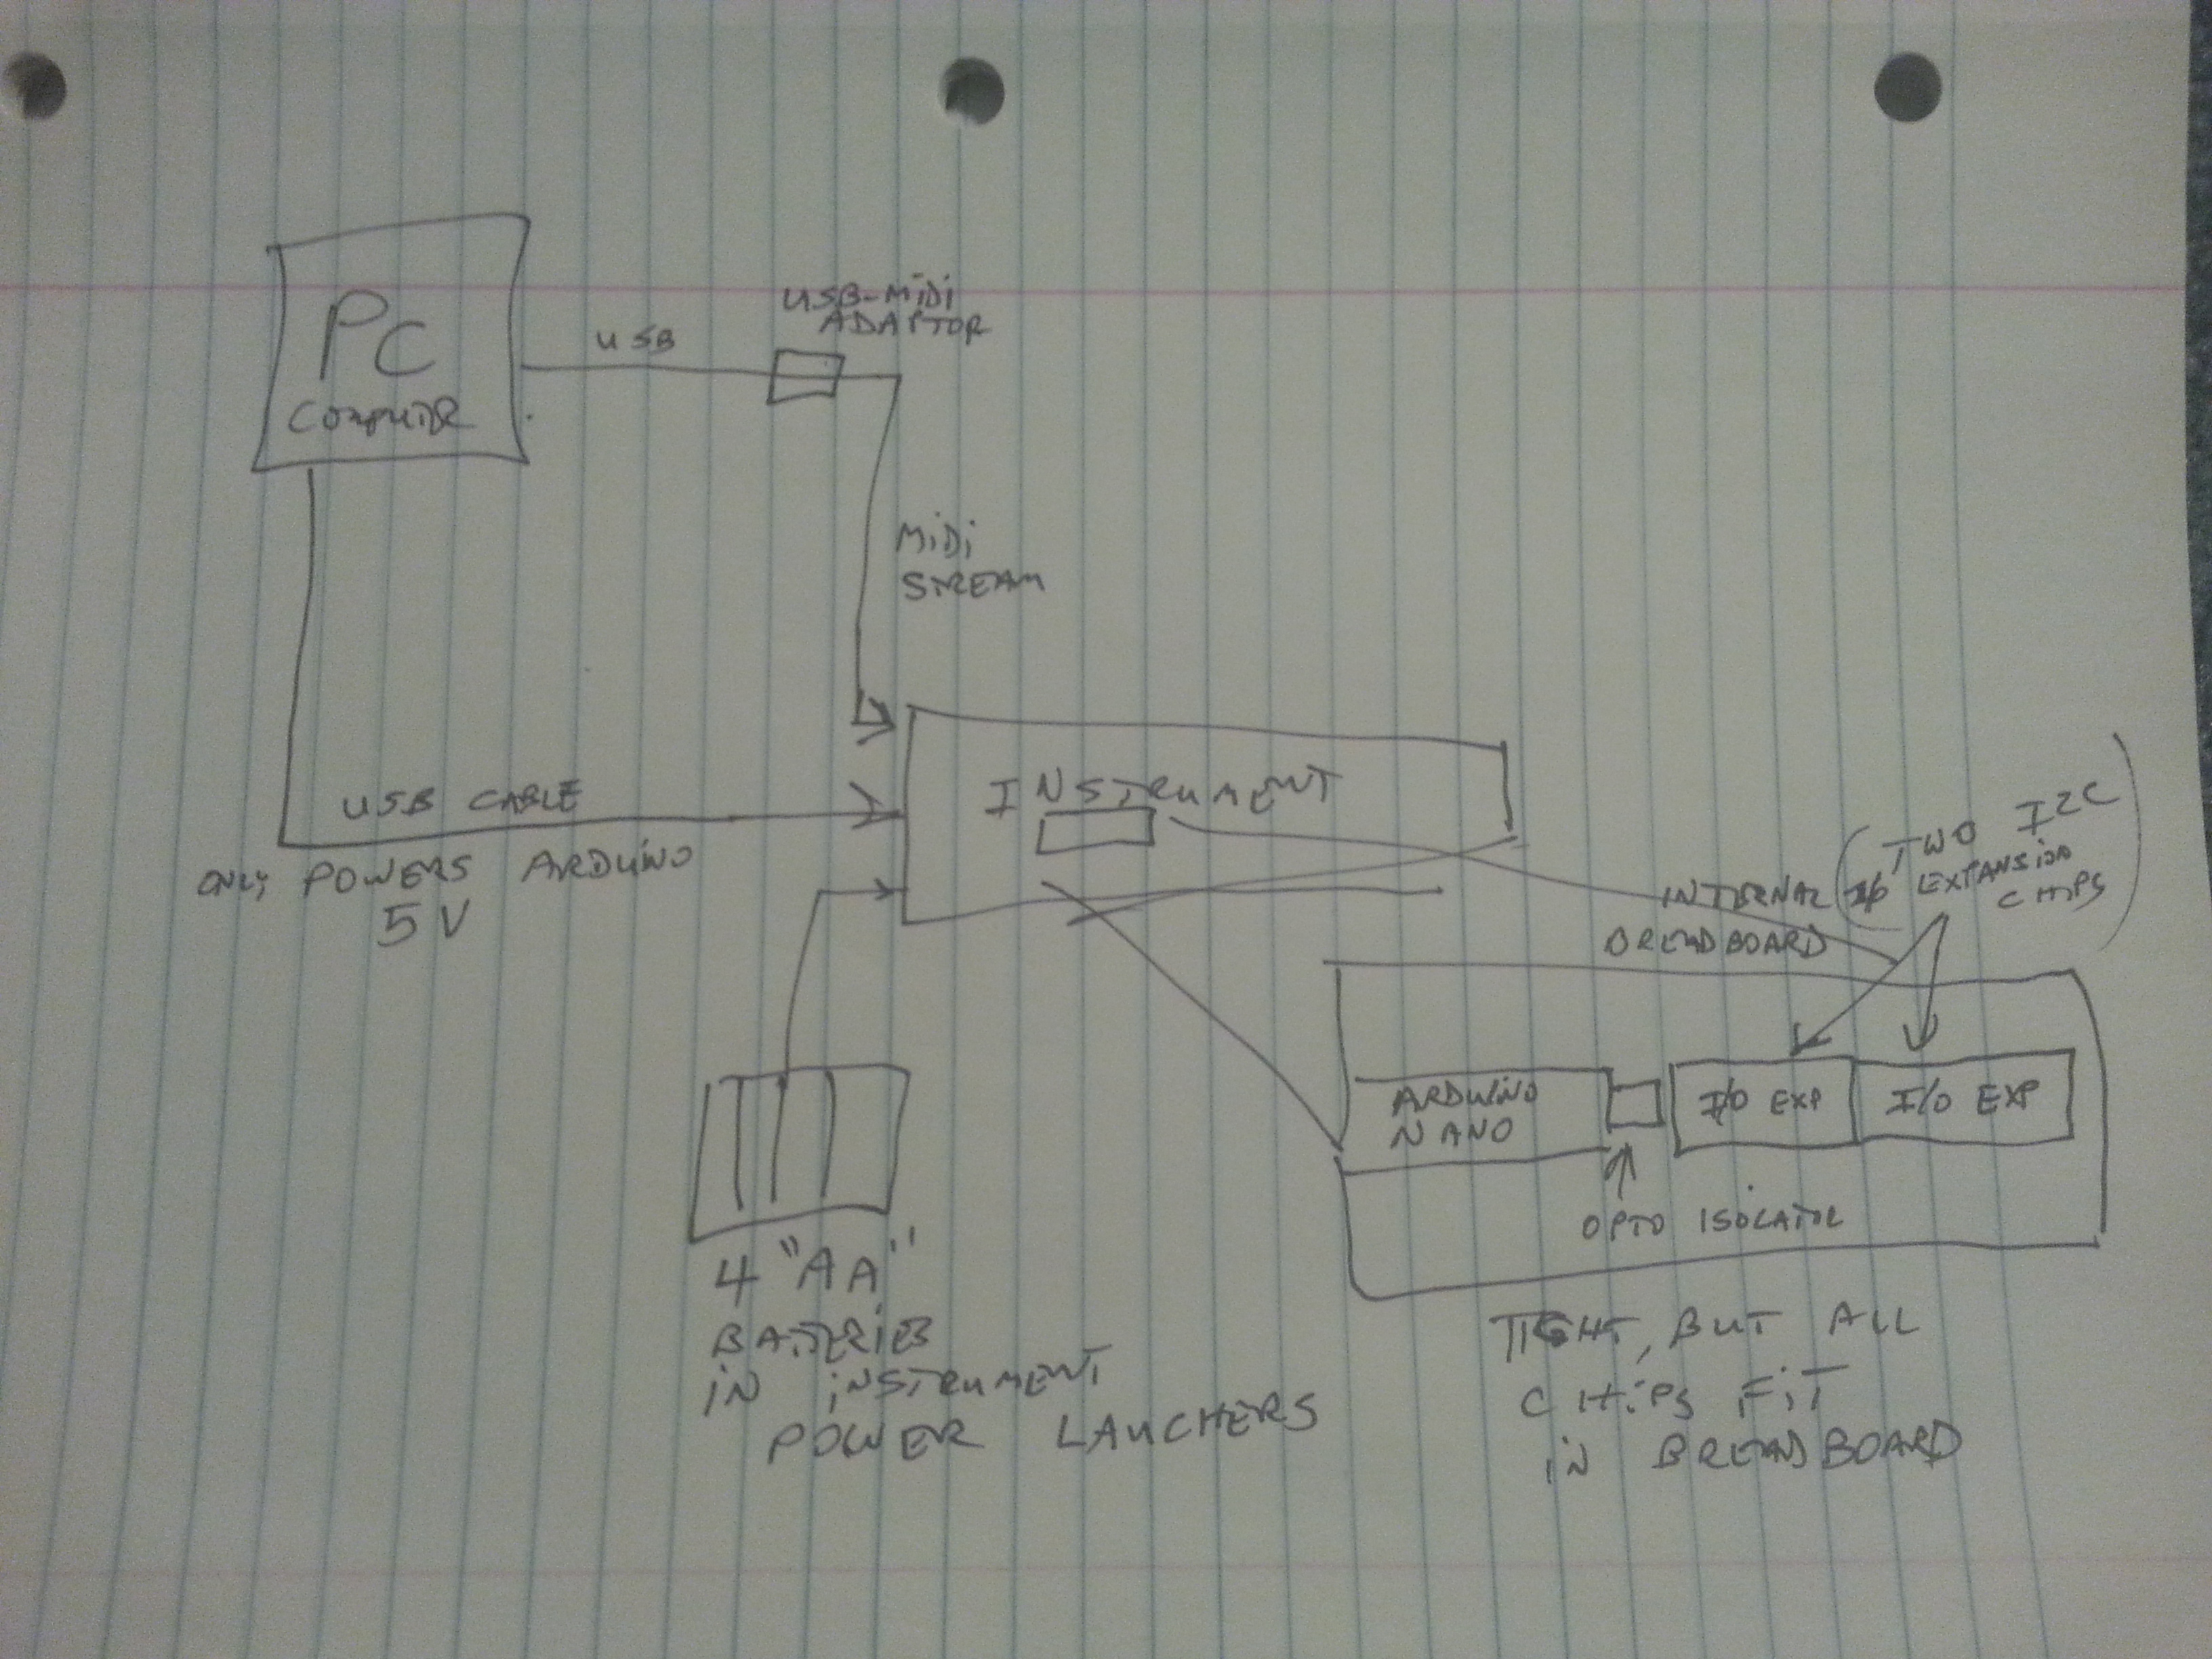 PC
COMPUTER
USB
USB-MiDi
ADAPTOR
MiDi
STREAM
USB CABLE
ONLY POWERS ARDUiNO
5V
INSTRUMENT
(TWO I2C
I/O EXPANSION
CHIPS)
INTERNAL
BREADBOARD
ARDUiNO
NANO
I/O EXP
I/O EXP
OPTO ISOLATOR
4 "AA"
BATTERIES
iN iNSTRUMENT
POWER LAUCHERS
TIGHT, BUT ALL
CHiPS FiT
iN BREADBOARD